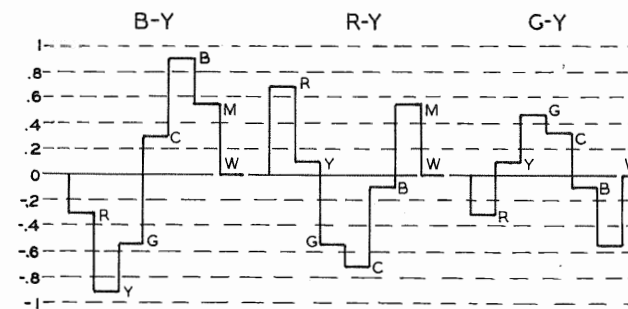 B-Y R-Y G-Y
1
.8 B
.6 R M M
.4 G
.2 C C
0 Y W Y W W
-.2 R B B
-.4 R
-.6 G G
-.8 C
-1 Y